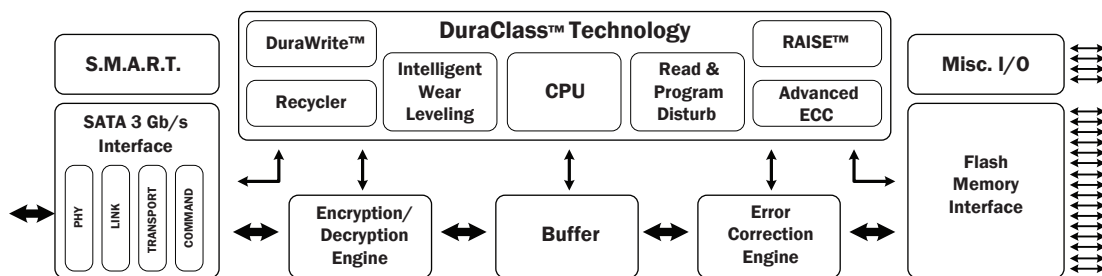 DuraClass™ Technology
DuraWrite™
Recycler
Intelligent
Wear
Leveling
CPU
Read &
Program
Disturb
RAISE™
Advanced
ECC
S.M.A.R.T.
SATA 3 Gb/s
Interface
PHY
LINK
TRANSPORT
COMMAND
Encryption/
Decryption
Engine
Buffer
Error
Correction
Engine
Misc. I/O
Flash
Memory
Interface